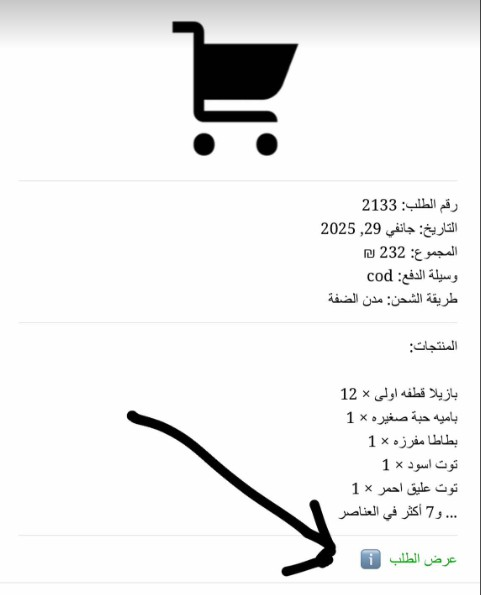 رقم الطلب: 2133
التاريخ: جانفي 29, 2025
المجموع: 232 ₪
وسيلة الدفع: cod
طريقة الشحن: مدن الضفة
المنتجات:
بازيلا قطفه اولى × 12
باميه حبة صغيره × 1
بطاطا مفرزه × 1
توت اسود × 1
توت عليق احمر × 1
... و7 أكثر في العناصر
عرض الطلب ℹ️